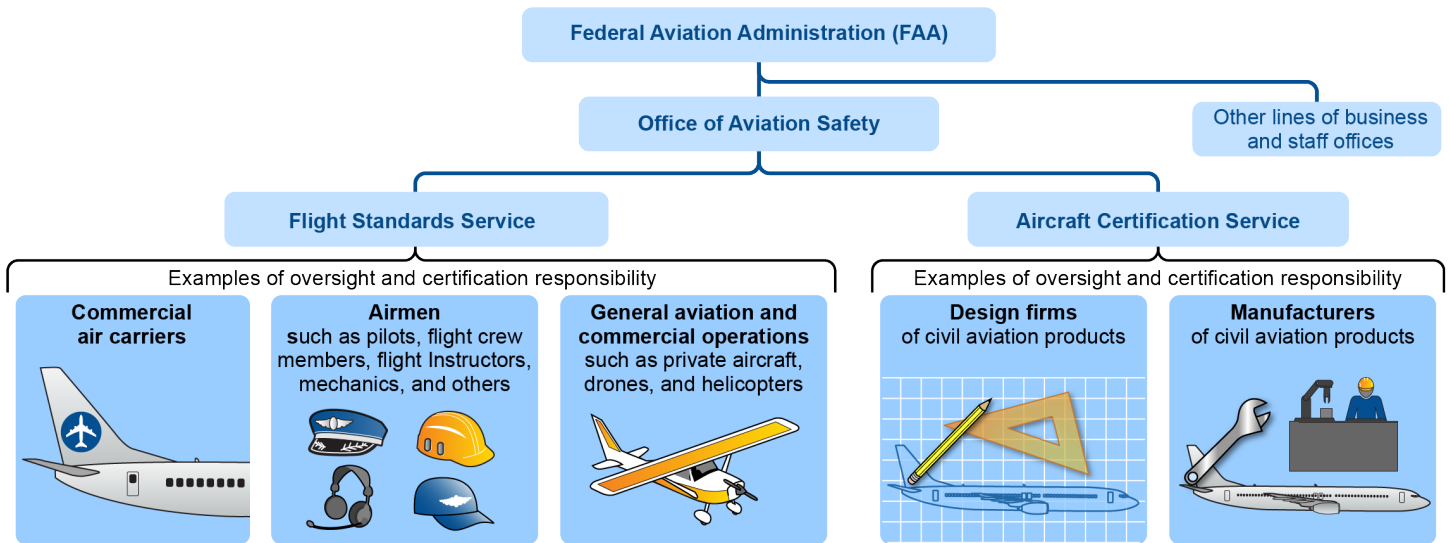 Federal Aviation Administration (FAA)
Office of Aviation Safety
Other lines of business
and staff offices
Flight Standards Service
Aircraft Certification Service
Examples of oversight and certification responsibility
Commercial
air carriers
Airmen
such as pilots, flight crew
members, flight Instructors,
mechanics, and others
General aviation and
commercial operations
such as private aircraft,
drones, and helicopters
Examples of oversight and certification responsibility
Design firms
of civil aviation products
Manufacturers
of civil aviation products